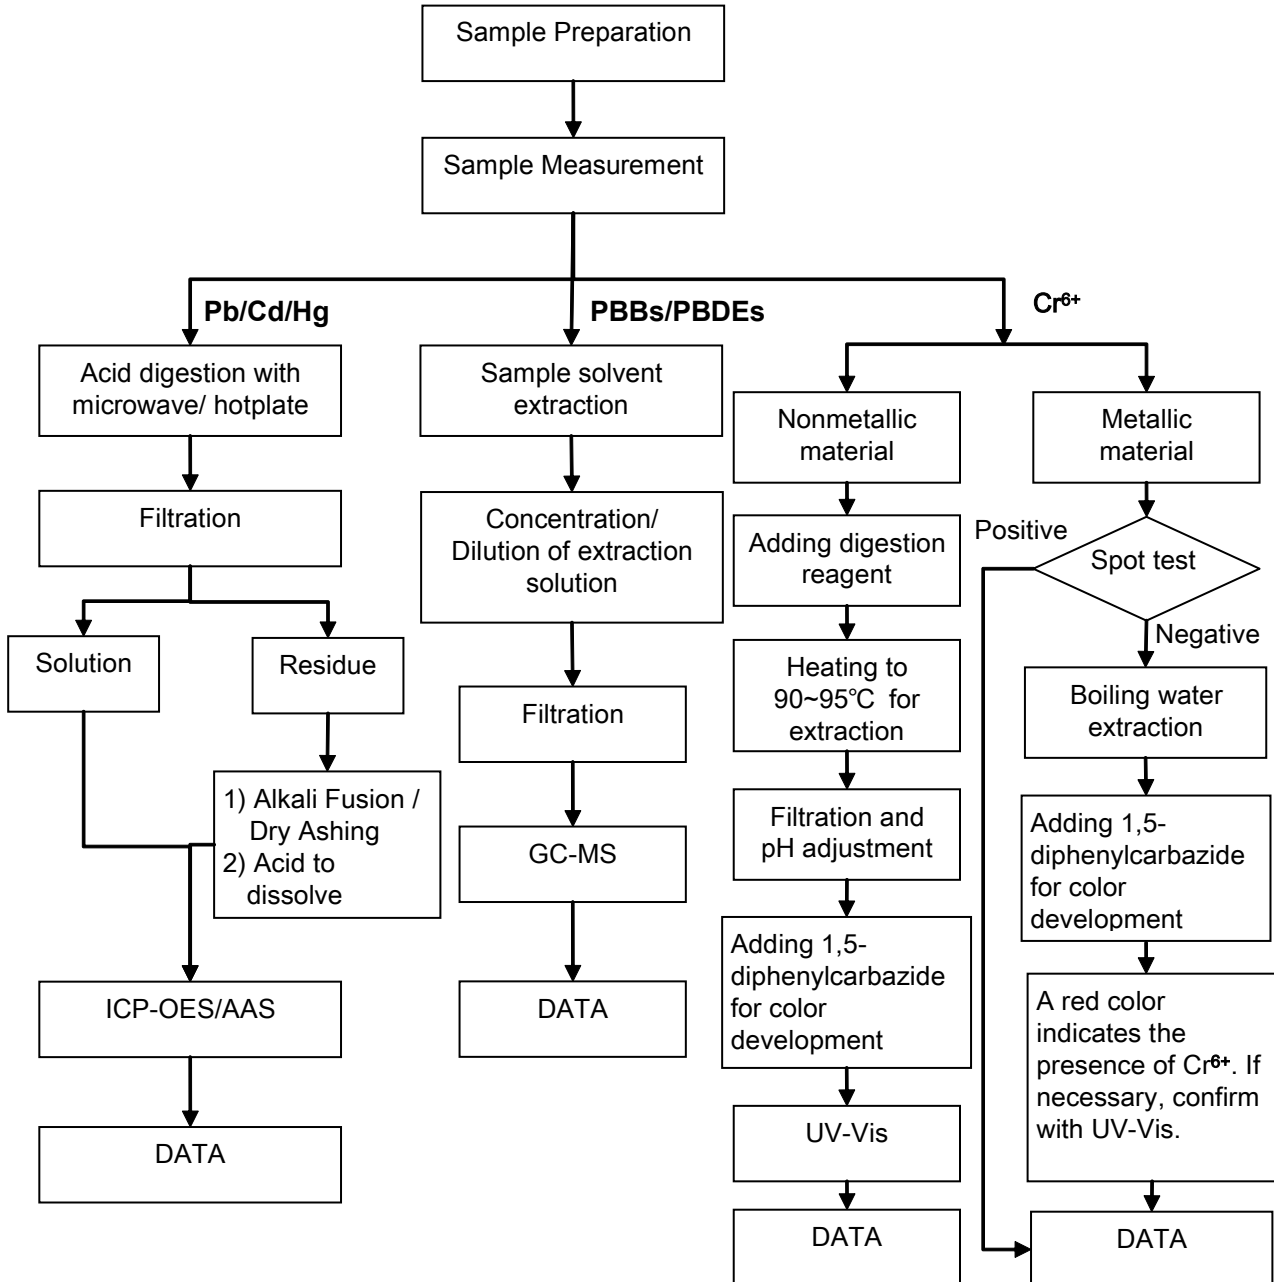 Sample Preparation
Sample Measurement
Pb/Cd/Hg
PBBs/PBDEs
Cr⁶⁺
Acid digestion with
microwave/ hotplate
Filtration
Solution
Residue
1) Alkali Fusion /
Dry Ashing
2) Acid to
dissolve
ICP-OES/AAS
DATA
Sample solvent
extraction
Concentration/
Dilution of extraction
solution
Filtration
GC-MS
DATA
Nonmetallic
material
Adding digestion
reagent
Heating to
90~95℃ for
extraction
Filtration and
pH adjustment
Adding 1,5-
diphenylcarbazide
for color
development
UV-Vis
DATA
Metallic
material
Positive
Spot test
Negative
Boiling water
extraction
Adding 1,5-
diphenylcarbazide
for color
development
A red color
indicates the
presence of Cr⁶⁺. If
necessary, confirm
with UV-Vis.
DATA